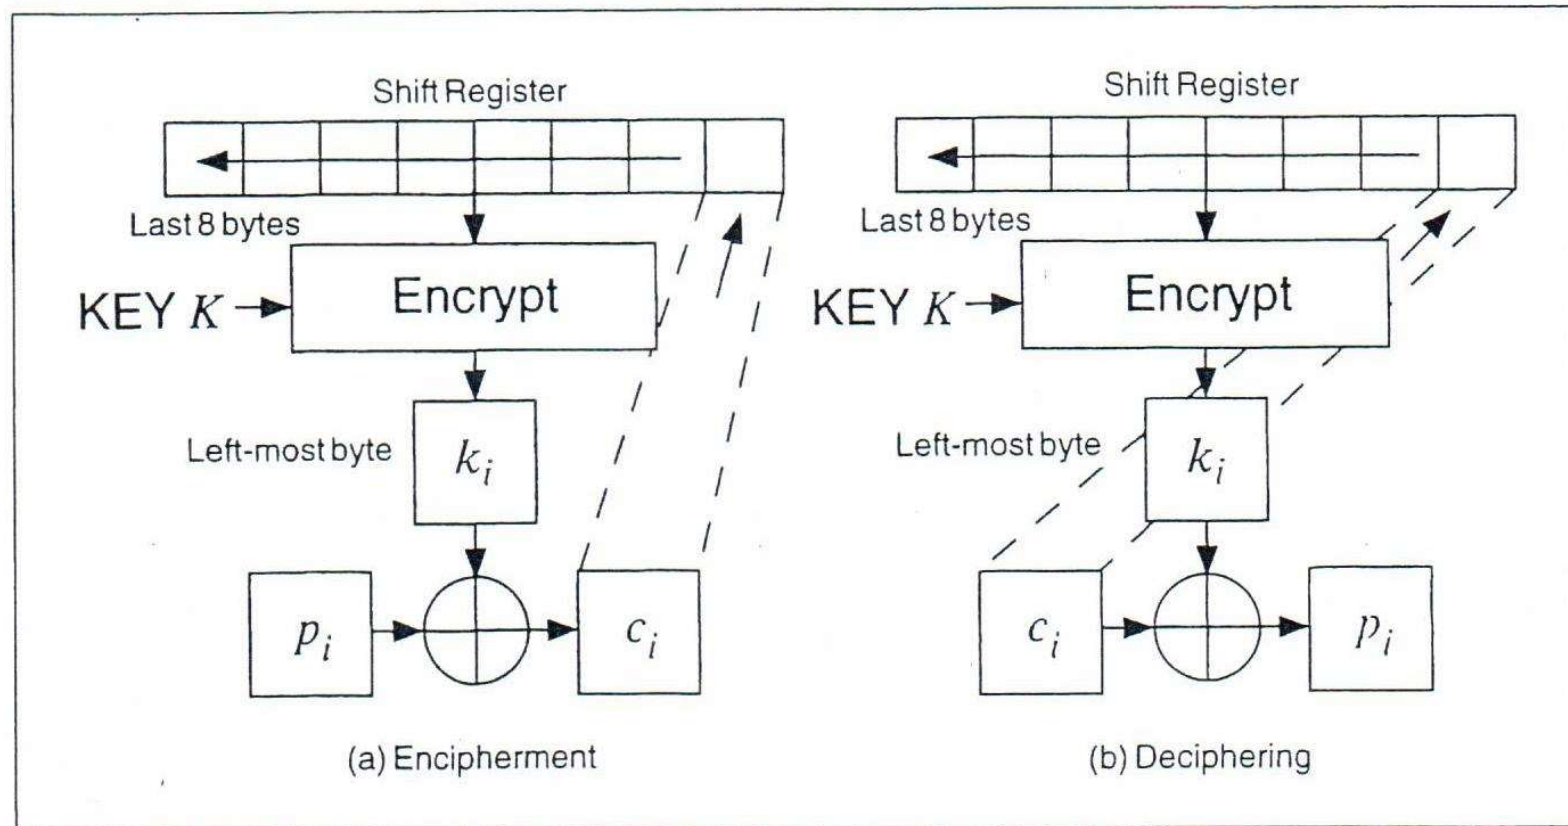 Shift Register
Last 8 bytes
KEY K
Encrypt
Left-most byte
k_i
p_i
c_i
(a) Encipherment
Shift Register
Last 8 bytes
KEY K
Encrypt
Left-most byte
k_i
c_i
p_i
(b) Deciphering